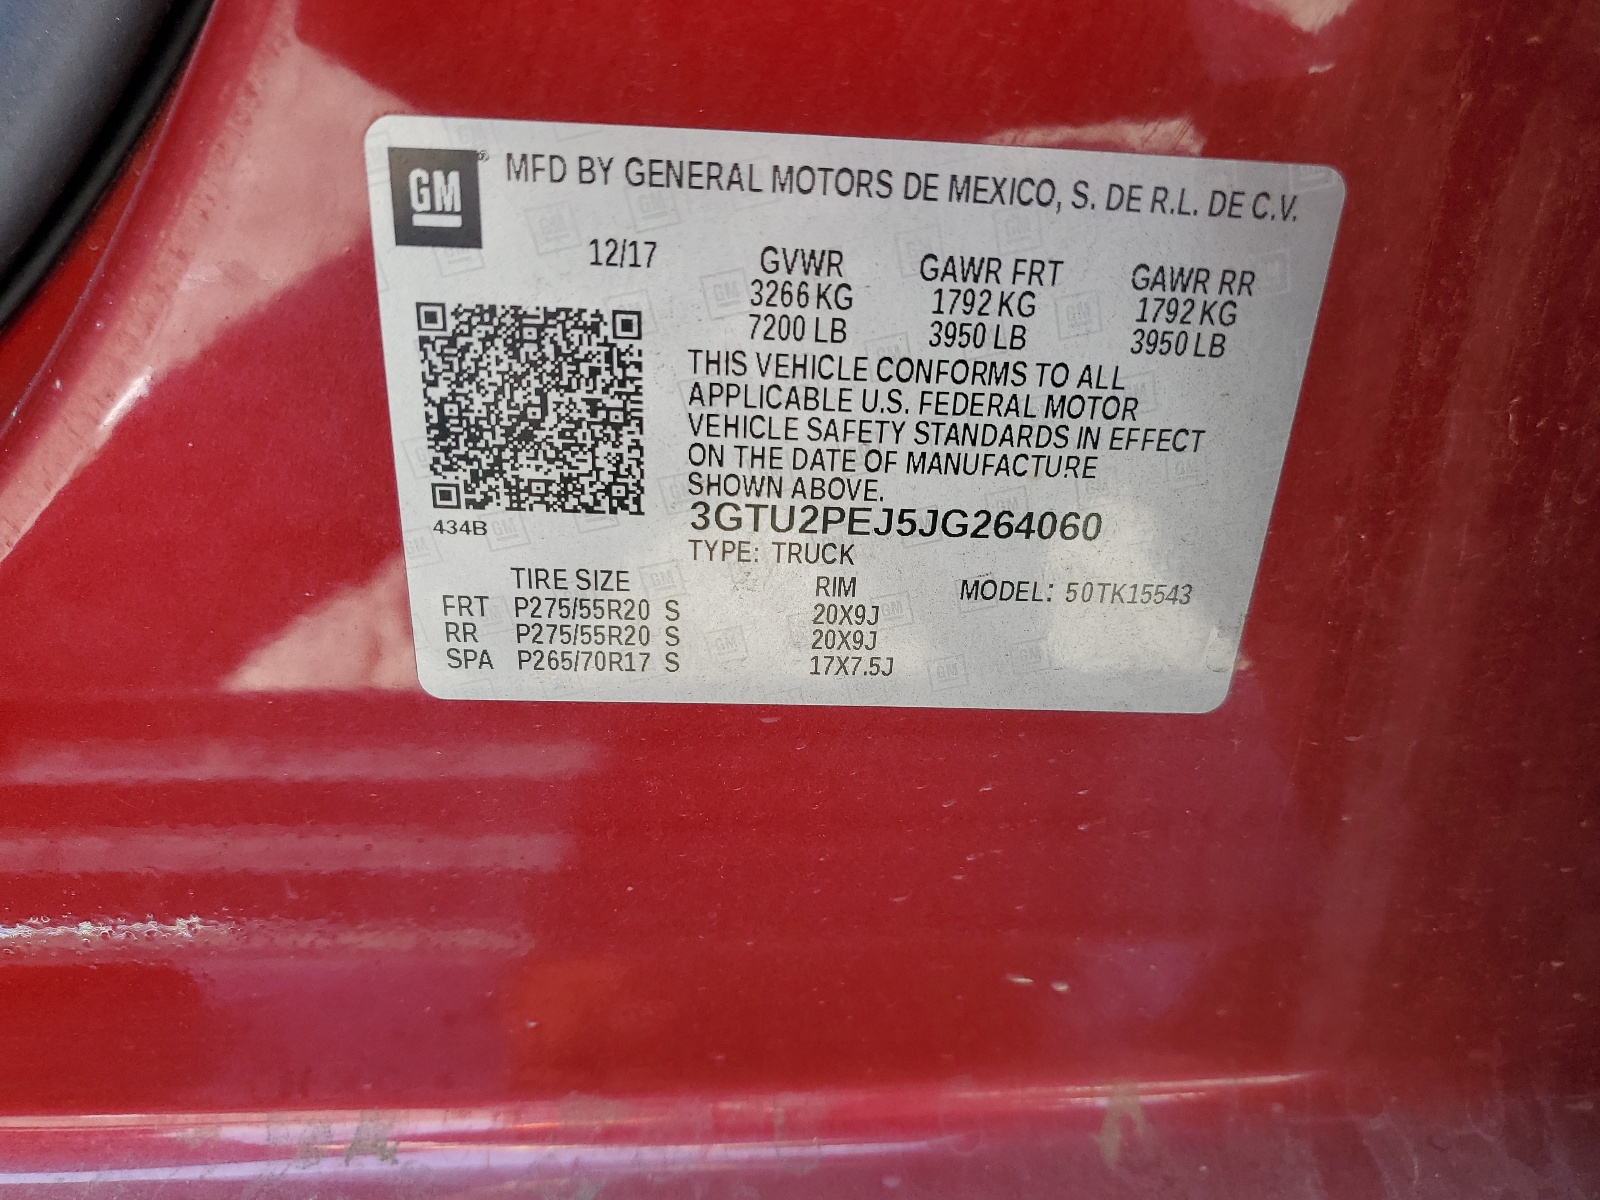 GM® MFD BY GENERAL MOTORS DE MEXICO, S. DE R.L. DE C.V.
12/17 GVWR GAWR FRT GAWR RR
3266 KG 1792 KG 1792 KG
7200 LB 3950 LB 3950 LB
THIS VEHICLE CONFORMS TO ALL
APPLICABLE U.S. FEDERAL MOTOR
VEHICLE SAFETY STANDARDS IN EFFECT
ON THE DATE OF MANUFACTURE
SHOWN ABOVE.
434B 3GTU2PEJ5JG264060
TYPE: TRUCK
TIRE SIZE RIM MODEL: 50TK15543
FRT P275/55R20 S 20X9J
RR P275/55R20 S 20X9J
SPA P265/70R17 S 17X7.5J